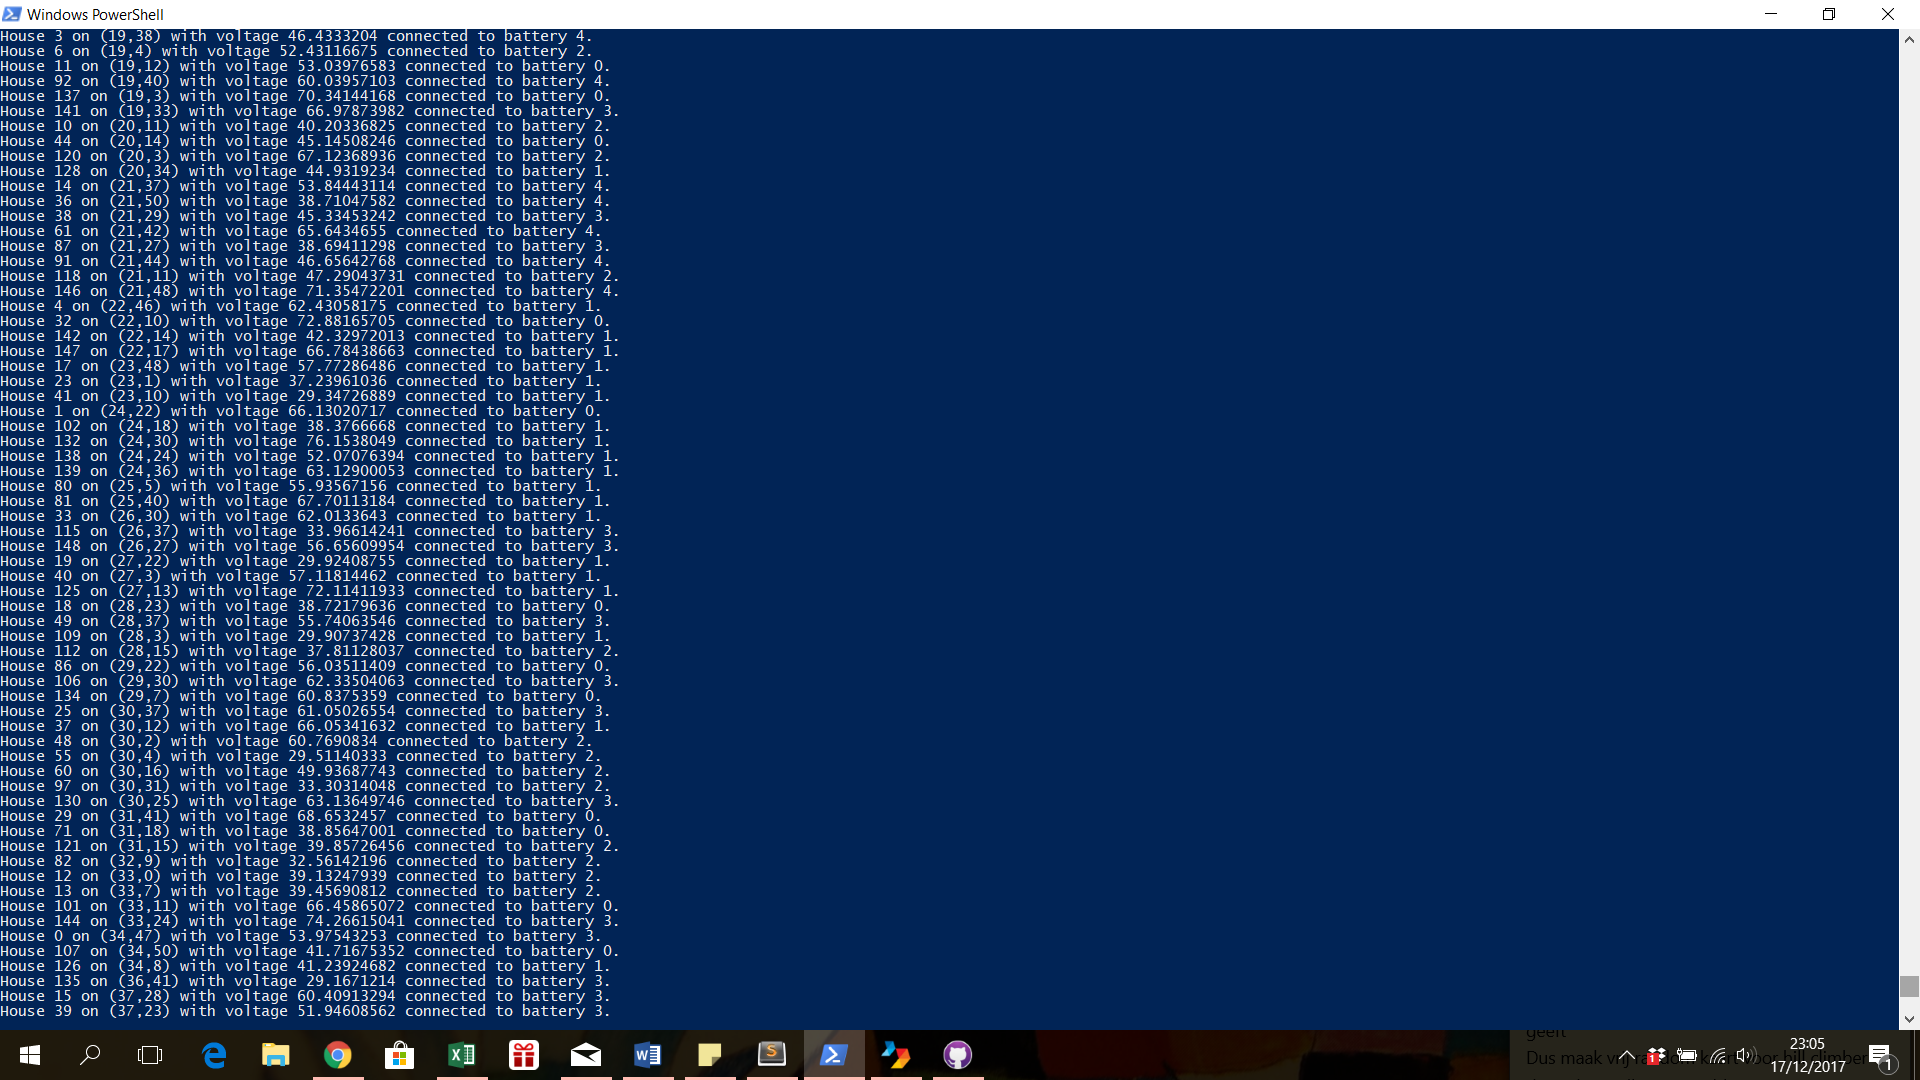 Windows PowerShell
House 3 on (19,38) with voltage 46.4333204 connected to battery 4.
House 6 on (19,4) with voltage 52.43116675 connected to battery 2.
House 11 on (19,12) with voltage 53.03976583 connected to battery 0.
House 92 on (19,40) with voltage 60.03957103 connected to battery 4.
House 137 on (19,3) with voltage 70.34144168 connected to battery 0.
House 141 on (19,33) with voltage 66.97873982 connected to battery 3.
House 10 on (20,11) with voltage 40.20336825 connected to battery 2.
House 44 on (20,14) with voltage 45.14508246 connected to battery 0.
House 120 on (20,3) with voltage 67.12368936 connected to battery 2.
House 128 on (20,34) with voltage 44.9319234 connected to battery 1.
House 14 on (21,37) with voltage 53.84443114 connected to battery 4.
House 36 on (21,50) with voltage 38.71047582 connected to battery 4.
House 38 on (21,29) with voltage 45.33453242 connected to battery 3.
House 61 on (21,42) with voltage 65.6434655 connected to battery 4.
House 87 on (21,27) with voltage 38.69411298 connected to battery 3.
House 91 on (21,44) with voltage 46.65642768 connected to battery 4.
House 118 on (21,11) with voltage 47.29043731 connected to battery 2.
House 146 on (21,48) with voltage 71.35472201 connected to battery 4.
House 4 on (22,46) with voltage 62.43058175 connected to battery 1.
House 32 on (22,10) with voltage 72.88165705 connected to battery 0.
House 142 on (22,14) with voltage 42.32972013 connected to battery 1.
House 147 on (22,17) with voltage 66.78438663 connected to battery 1.
House 17 on (23,48) with voltage 57.77286486 connected to battery 1.
House 23 on (23,1) with voltage 37.23961036 connected to battery 1.
House 41 on (23,10) with voltage 29.34726889 connected to battery 1.
House 1 on (24,22) with voltage 66.13020717 connected to battery 0.
House 102 on (24,18) with voltage 38.3766668 connected to battery 1.
House 132 on (24,30) with voltage 76.1538049 connected to battery 1.
House 138 on (24,24) with voltage 52.07076394 connected to battery 1.
House 139 on (24,36) with voltage 63.12900053 connected to battery 1.
House 80 on (25,5) with voltage 55.93567156 connected to battery 1.
House 81 on (25,40) with voltage 67.70113184 connected to battery 1.
House 33 on (26,30) with voltage 62.0133643 connected to battery 1.
House 115 on (26,37) with voltage 33.96614241 connected to battery 3.
House 148 on (26,27) with voltage 56.65609954 connected to battery 3.
House 19 on (27,22) with voltage 29.92408755 connected to battery 1.
House 40 on (27,3) with voltage 57.11814462 connected to battery 1.
House 125 on (27,13) with voltage 72.11411933 connected to battery 1.
House 18 on (28,23) with voltage 38.72179636 connected to battery 0.
House 49 on (28,37) with voltage 55.74063546 connected to battery 3.
House 109 on (28,3) with voltage 29.90737428 connected to battery 1.
House 112 on (28,15) with voltage 37.81128037 connected to battery 2.
House 86 on (29,22) with voltage 56.03511409 connected to battery 0.
House 106 on (29,30) with voltage 62.33504063 connected to battery 3.
House 134 on (29,7) with voltage 60.8375359 connected to battery 0.
House 25 on (30,37) with voltage 61.05026554 connected to battery 3.
House 37 on (30,12) with voltage 66.05341632 connected to battery 1.
House 48 on (30,2) with voltage 60.7690834 connected to battery 2.
House 55 on (30,4) with voltage 29.51140333 connected to battery 2.
House 60 on (30,16) with voltage 49.93687743 connected to battery 2.
House 97 on (30,31) with voltage 33.30314048 connected to battery 2.
House 130 on (30,25) with voltage 63.13649746 connected to battery 3.
House 29 on (31,41) with voltage 68.6532457 connected to battery 0.
House 71 on (31,18) with voltage 38.85647001 connected to battery 0.
House 121 on (31,15) with voltage 39.85726456 connected to battery 2.
House 82 on (32,9) with voltage 32.56142196 connected to battery 2.
House 12 on (33,0) with voltage 39.13247939 connected to battery 2.
House 13 on (33,7) with voltage 39.45690812 connected to battery 2.
House 101 on (33,11) with voltage 66.45865072 connected to battery 0.
House 144 on (33,24) with voltage 74.26615041 connected to battery 3.
House 0 on (34,47) with voltage 53.97543253 connected to battery 3.
House 107 on (34,50) with voltage 41.71675352 connected to battery 0.
House 126 on (34,8) with voltage 41.23924682 connected to battery 1.
House 135 on (36,41) with voltage 29.1671214 connected to battery 3.
House 15 on (37,28) with voltage 60.40913294 connected to battery 3.
House 39 on (37,23) with voltage 51.94608562 connected to battery 3.
geeft
Dus maak
23:05
17/12/2017
1